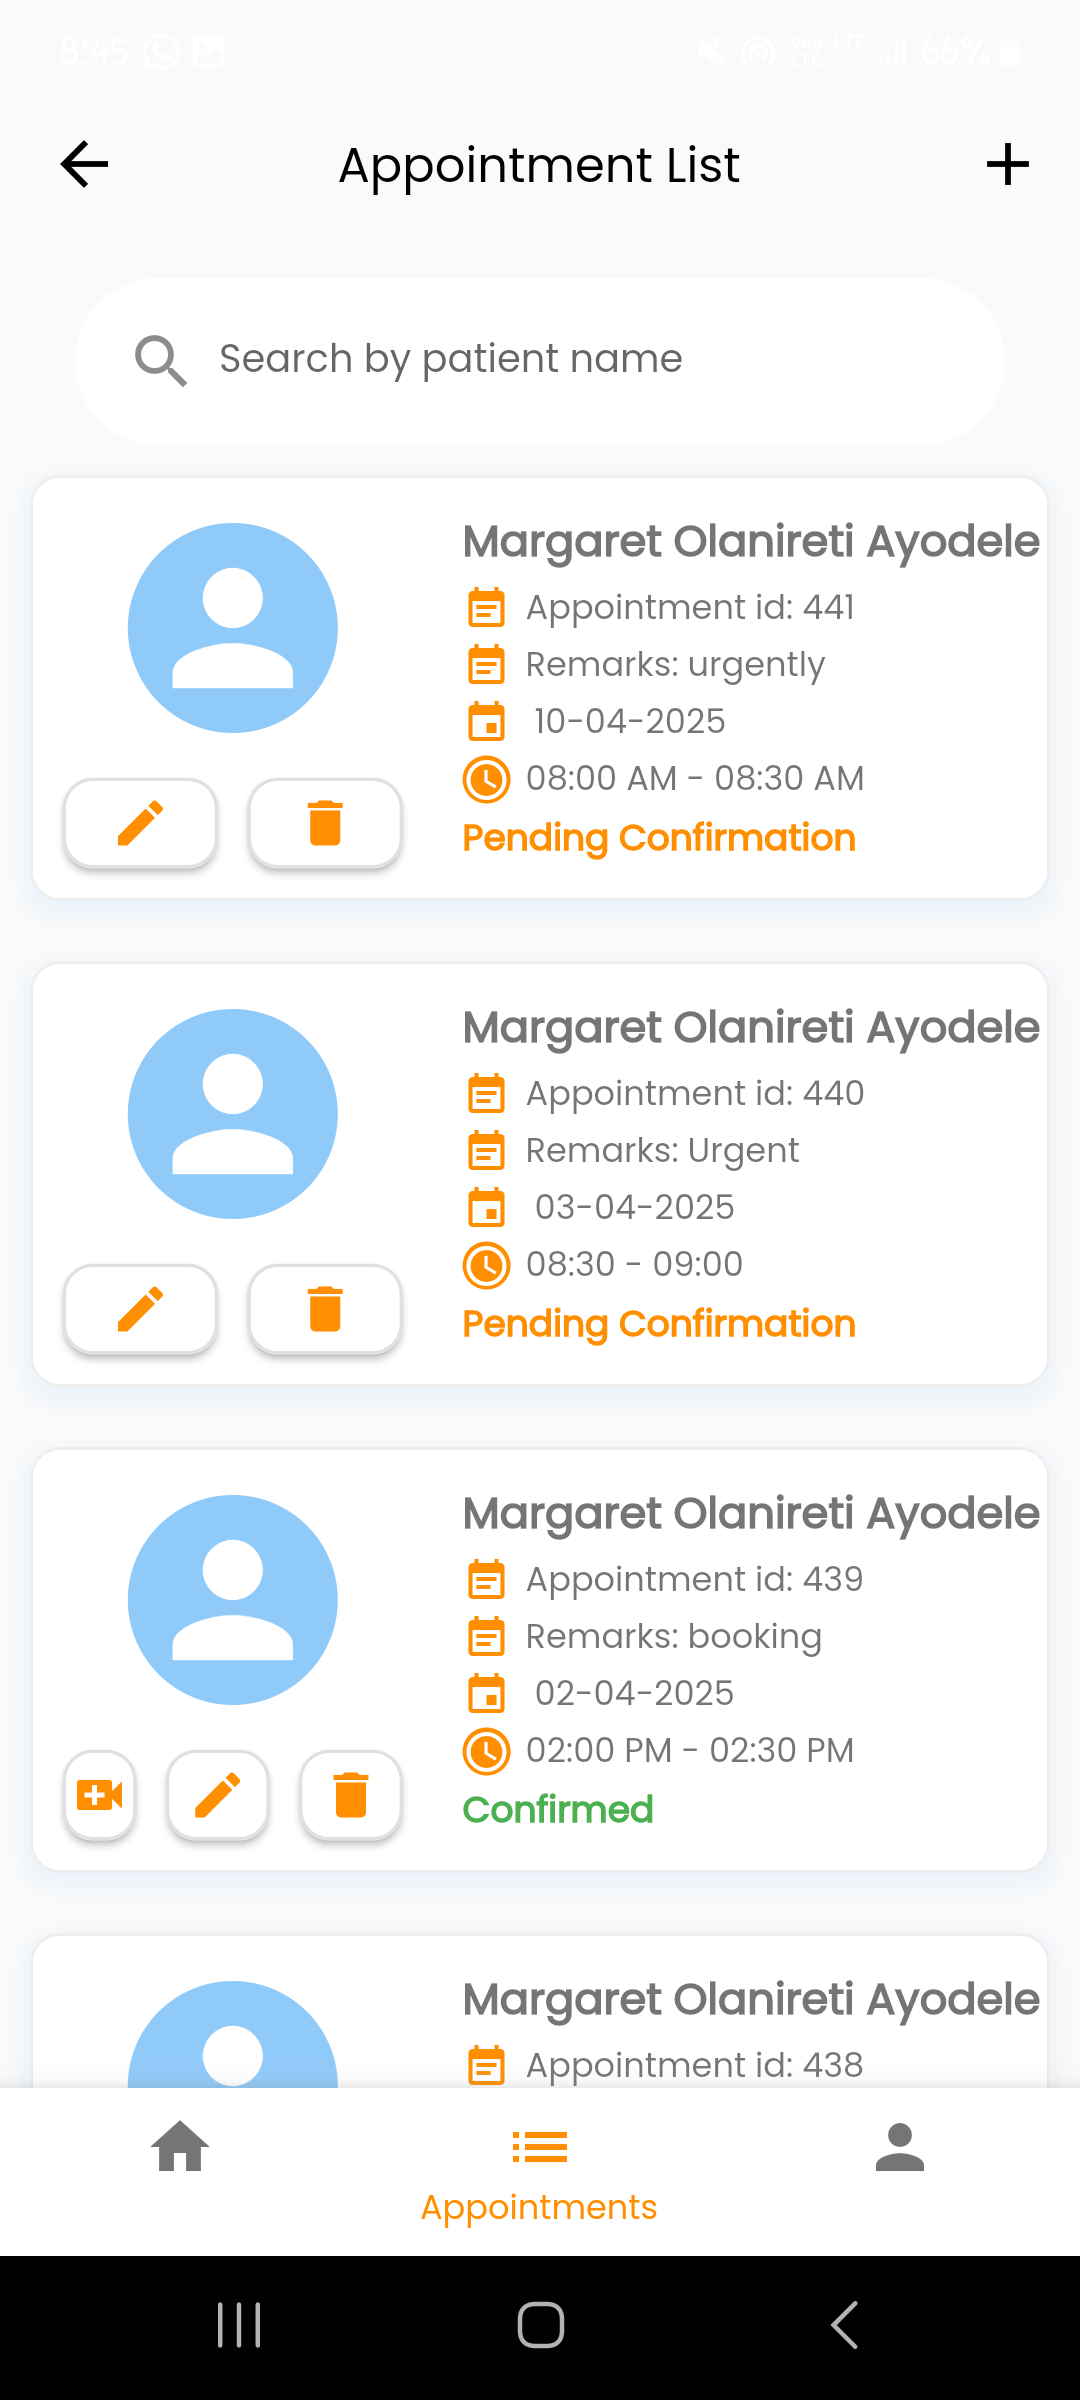 8:45
Voi) LTE
LTE 66%
Appointment List
Search by patient name
Margaret Olanireti Ayodele
Appointment id: 441
Remarks: urgently
10-04-2025
08:00 AM - 08:30 AM
Pending Confirmation
Margaret Olanireti Ayodele
Appointment id: 440
Remarks: Urgent
03-04-2025
08:30 - 09:00
Pending Confirmation
Margaret Olanireti Ayodele
Appointment id: 439
Remarks: booking
02-04-2025
02:00 PM - 02:30 PM
Confirmed
Margaret Olanireti Ayodele
Appointment id: 438
Appointments